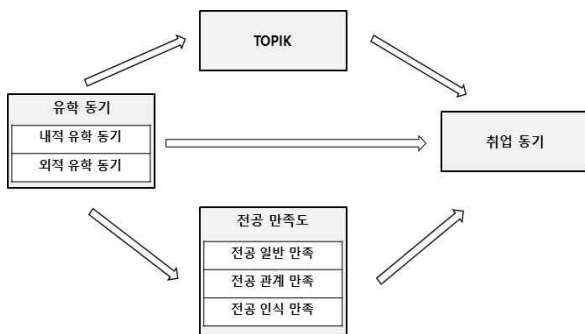 TOPIK
유학 동기
내적 유학 동기
외적 유학 동기
취업 동기
전공 만족도
전공 일반 만족
전공 관계 만족
전공 인식 만족